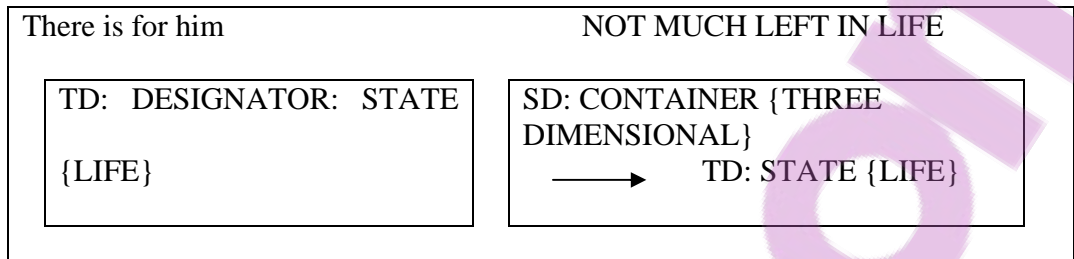 There is for him NOT MUCH LEFT IN LIFE
TD: DESIGNATOR: STATE
{LIFE}
SD: CONTAINER {THREE
DIMENSIONAL}
TD: STATE {LIFE}